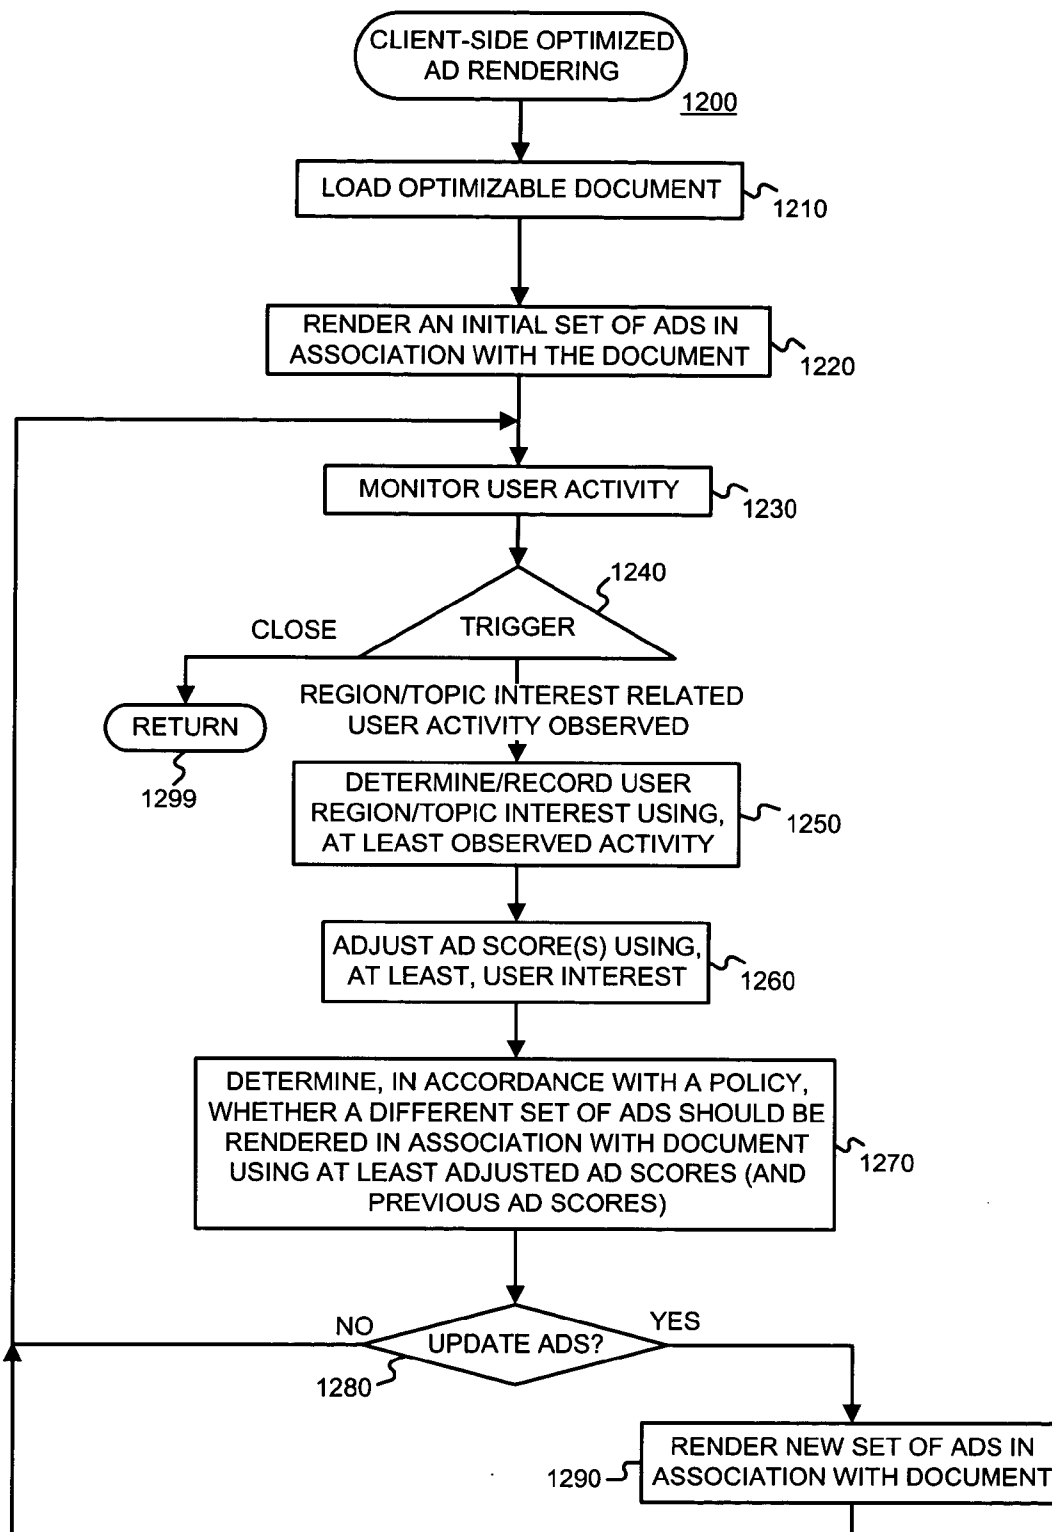 CLIENT-SIDE OPTIMIZED
AD RENDERING
1200
LOAD OPTIMIZABLE DOCUMENT
1210
RENDER AN INITIAL SET OF ADS IN
ASSOCIATION WITH THE DOCUMENT
1220
MONITOR USER ACTIVITY
1230
1240
TRIGGER
CLOSE
REGION/TOPIC INTEREST RELATED
USER ACTIVITY OBSERVED
RETURN
1299
DETERMINE/RECORD USER
REGION/TOPIC INTEREST USING,
AT LEAST OBSERVED ACTIVITY
1250
ADJUST AD SCORE(S) USING,
AT LEAST, USER INTEREST
1260
DETERMINE, IN ACCORDANCE WITH A POLICY,
WHETHER A DIFFERENT SET OF ADS SHOULD BE
RENDERED IN ASSOCIATION WITH DOCUMENT
USING AT LEAST ADJUSTED AD SCORES (AND
PREVIOUS AD SCORES)
1270
NO
UPDATE ADS?
YES
1280
RENDER NEW SET OF ADS IN
ASSOCIATION WITH DOCUMENT
1290